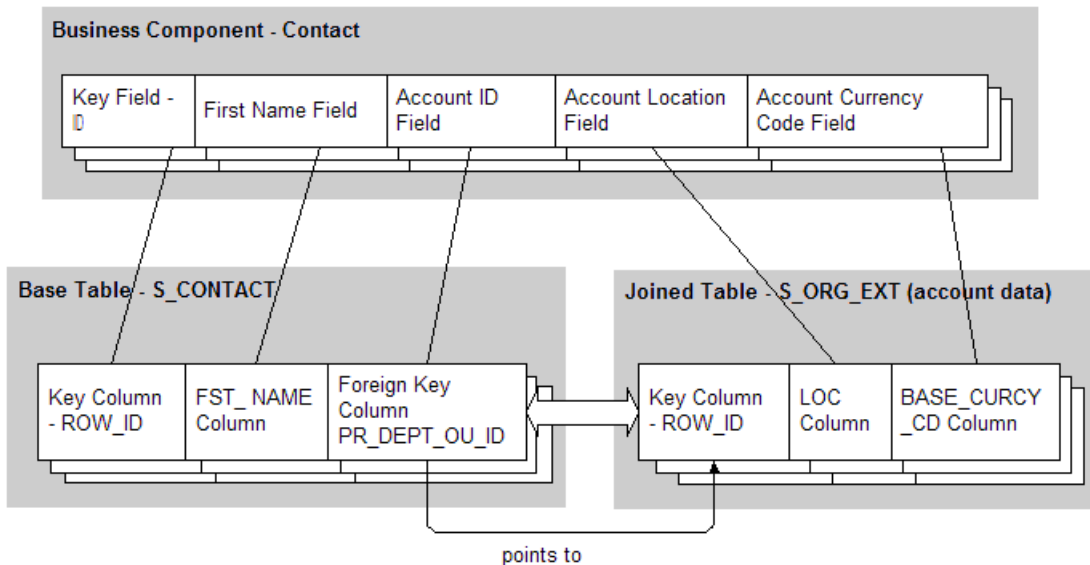 Business Component - Contact
Key Field -
ID
First Name Field
Account ID
Field
Account Location
Field
Account Currency
Code Field
Base Table - S_CONTACT
Key Column
- ROW_ID
FST_ NAME
Column
Foreign Key
Column
PR_DEPT_OU_ID
Joined Table - S_ORG_EXT (account data)
Key Column
- ROW_ID
LOC
Column
BASE_CURCY
_CD Column
points to